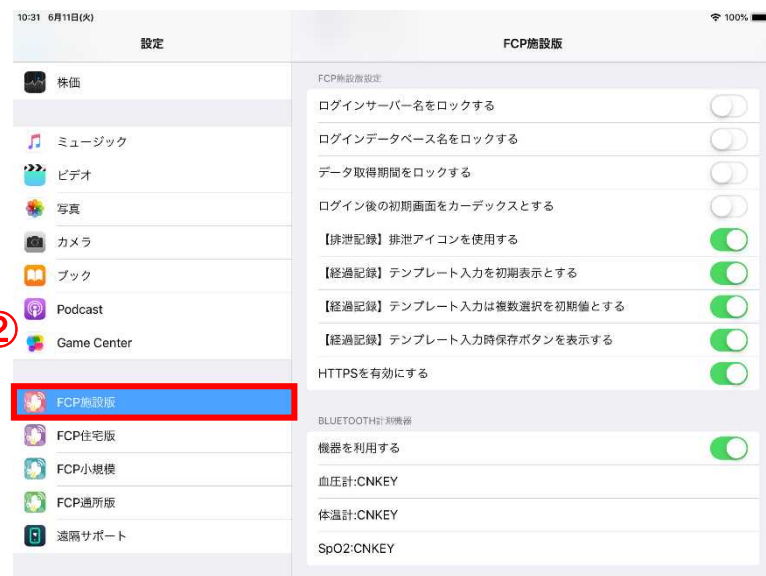 10:31 6月11日(火)
100%
設定
FCP施設版
株価
ミュージック
ビデオ
写真
カメラ
ブック
Podcast
Game Center
②
FCP施設版
FCP住宅版
FCP小規模
FCP通所版
遠隔サポート
FCP施設版設定
ログインサーバー名をロックする
ログインデータベース名をロックする
データ取得期間をロックする
ログイン後の初期画面をカーデックスとする
【排泄記録】排泄アイコンを使用する
【経過記録】テンプレート入力を初期表示とする
【経過記録】テンプレート入力は複数選択を初期値とする
【経過記録】テンプレート入力時保存ボタンを表示する
HTTPSを有効にする
BLUETOOTH計測機器
機器を利用する
血圧計:CNKEY
体温計:CNKEY
SpO2:CNKEY